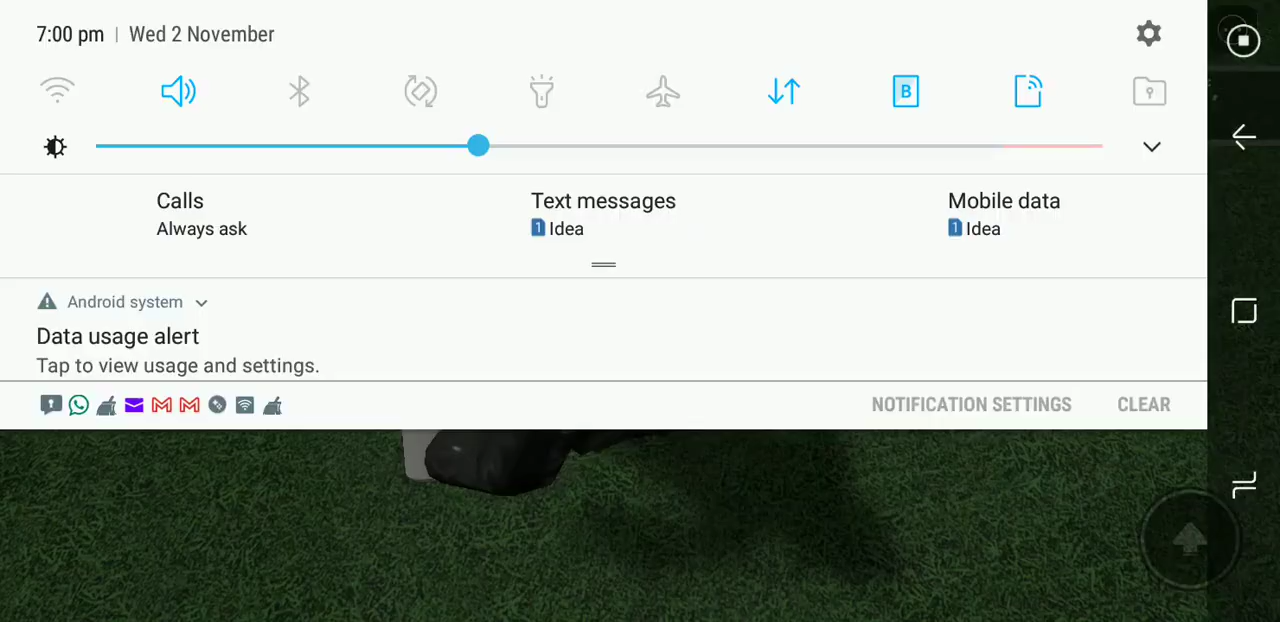 7:00 pm | Wed 2 November
B
Calls
Always ask
Text messages
1 Idea
Mobile data
1 Idea
Android system
Data usage alert
Tap to view usage and settings.
NOTIFICATION SETTINGS
CLEAR